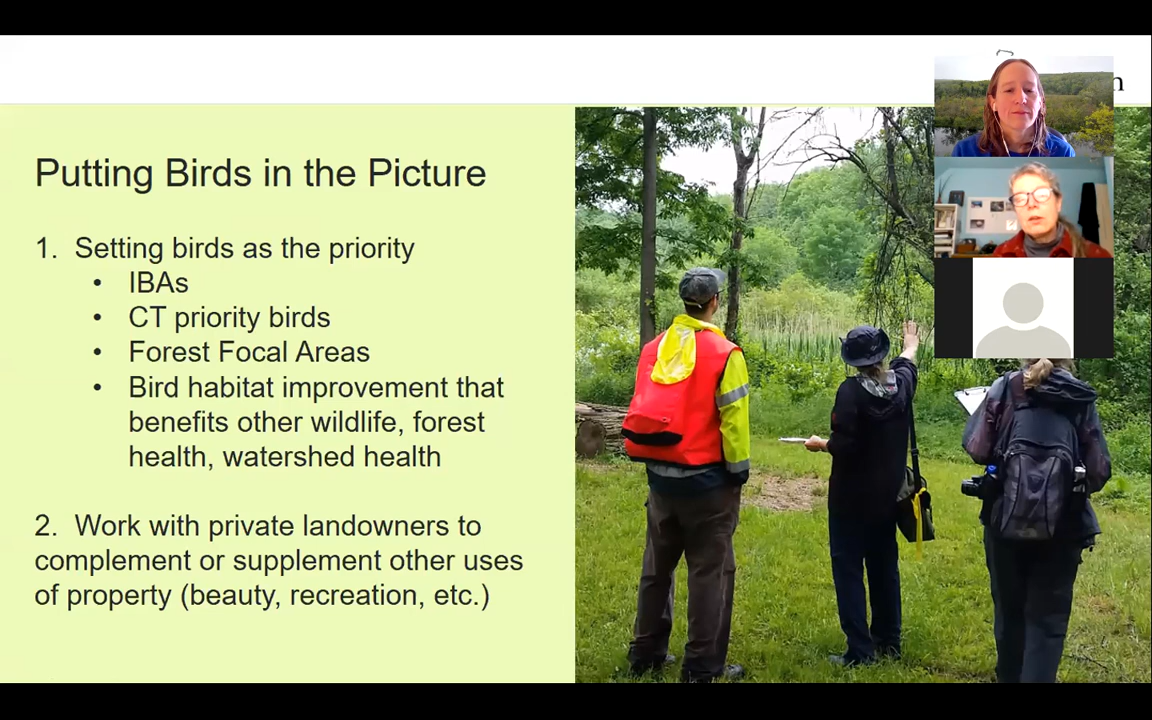 Putting Birds in the Picture
1. Setting birds as the priority
• IBAs
• CT priority birds
• Forest Focal Areas
• Bird habitat improvement that
benefits other wildlife, forest
health, watershed health
2. Work with private landowners to
complement or supplement other uses
of property (beauty, recreation, etc.)